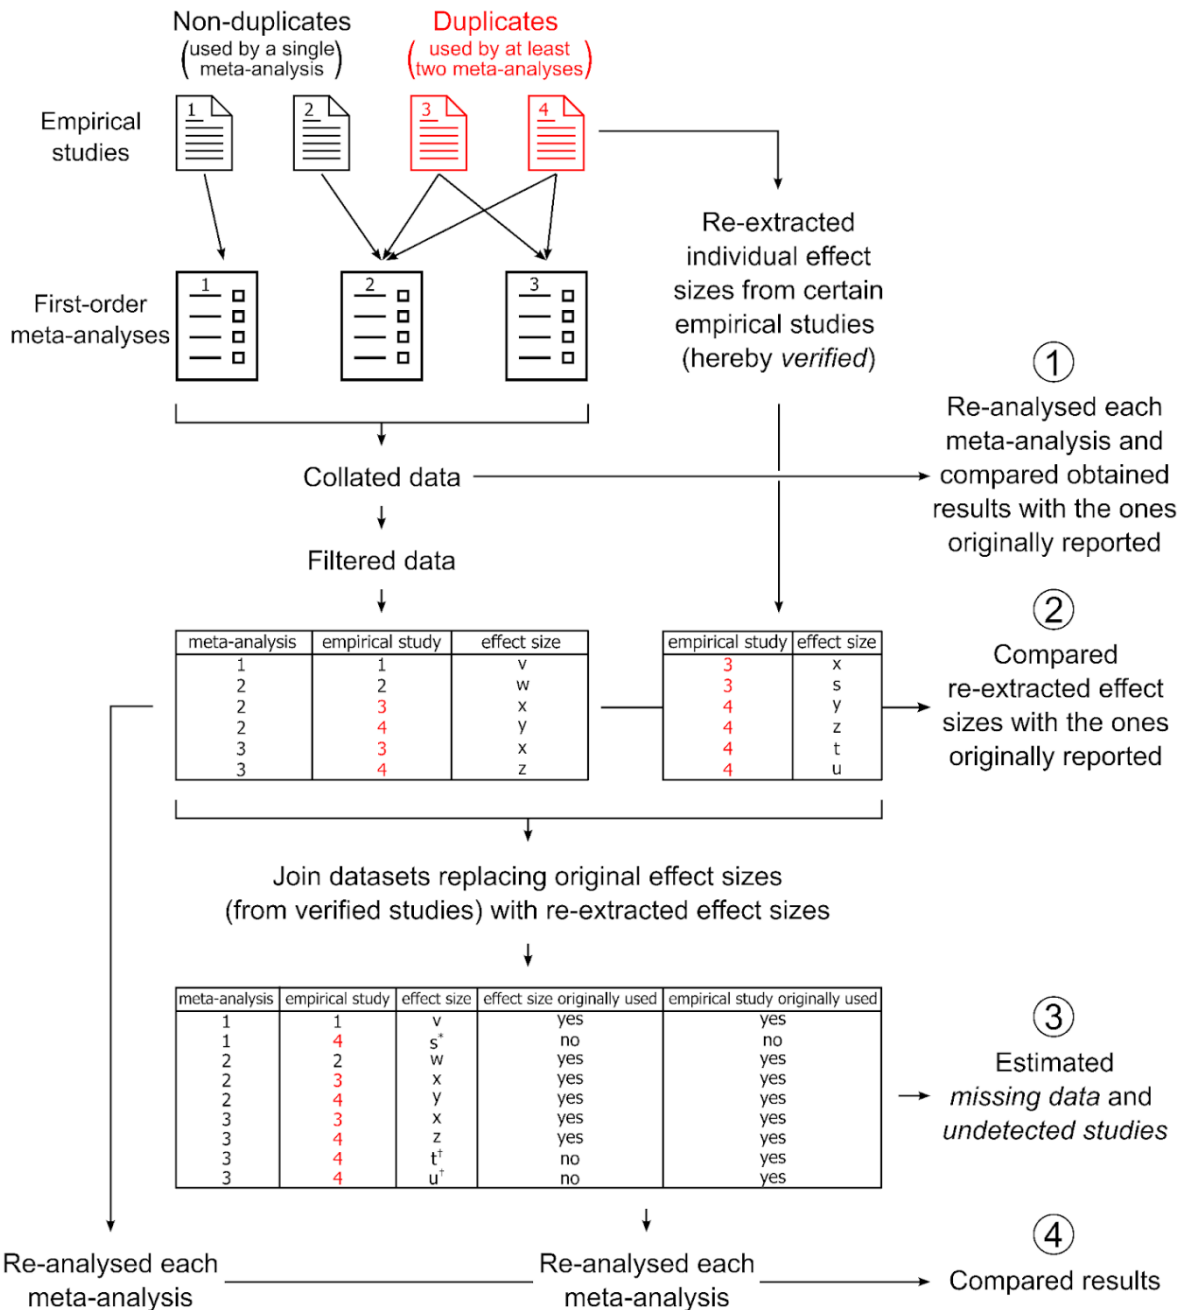 Non-duplicates
(used by a single
meta-analysis)
Duplicates
(used by at least
two meta-analyses)
Empirical
studies
1
2
3
4
First-order
meta-analyses
1
2
3
Re-extracted
individual effect
sizes from certain
empirical studies
(hereby verified)
Collated data
Filtered data
1
Re-analysed each
meta-analysis and
compared obtained
results with the ones
originally reported
meta-analysis empirical study effect size
1 1 v
2 2 w
2 3 x
2 4 y
3 3 x
3 4 z
empirical study effect size
3 x
3 s
4 y
4 z
4 t
4 u
2
Compared
re-extracted effect
sizes with the ones
originally reported
Join datasets replacing original effect sizes
(from verified studies) with re-extracted effect sizes
meta-analysis empirical study effect size effect size originally used empirical study originally used
1 1 v yes yes
1 4 s* no no
2 2 w yes yes
2 3 x yes yes
2 4 y yes yes
3 3 x yes yes
3 4 z yes yes
3 4 t† no yes
3 4 u† no yes
3
Estimated
missing data and
undetected studies
Re-analysed each
meta-analysis
Re-analysed each
meta-analysis
4
Compared results